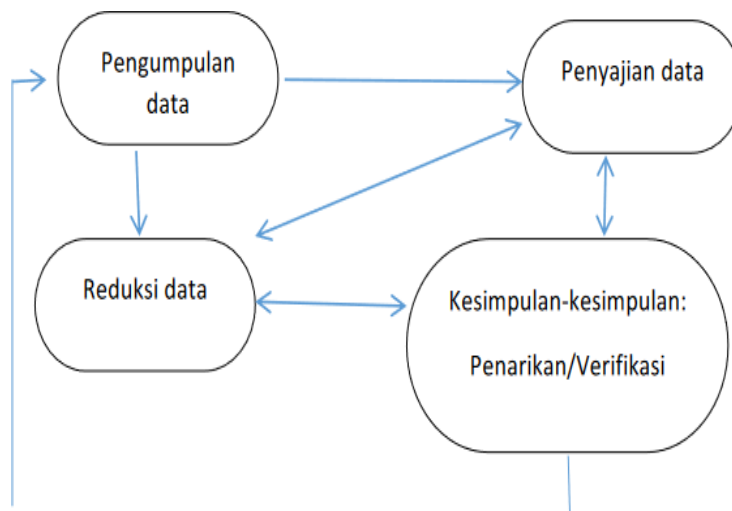 Pengumpulan
data
Penyajian data
Reduksi data
Kesimpulan-kesimpulan:
Penarikan/Verifikasi